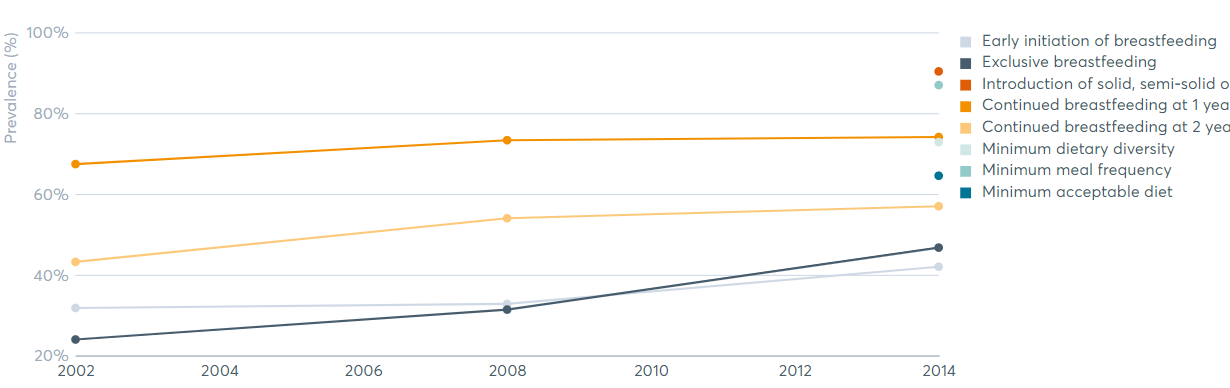 Prevalence (%)
100%
80%
60%
40%
20%
2002 2004 2006 2008 2010 2012 2014
Early initiation of breastfeeding
Exclusive breastfeeding
Introduction of solid, semi-solid o
Continued breastfeeding at 1 yea
Continued breastfeeding at 2 yea
Minimum dietary diversity
Minimum meal frequency
Minimum acceptable diet